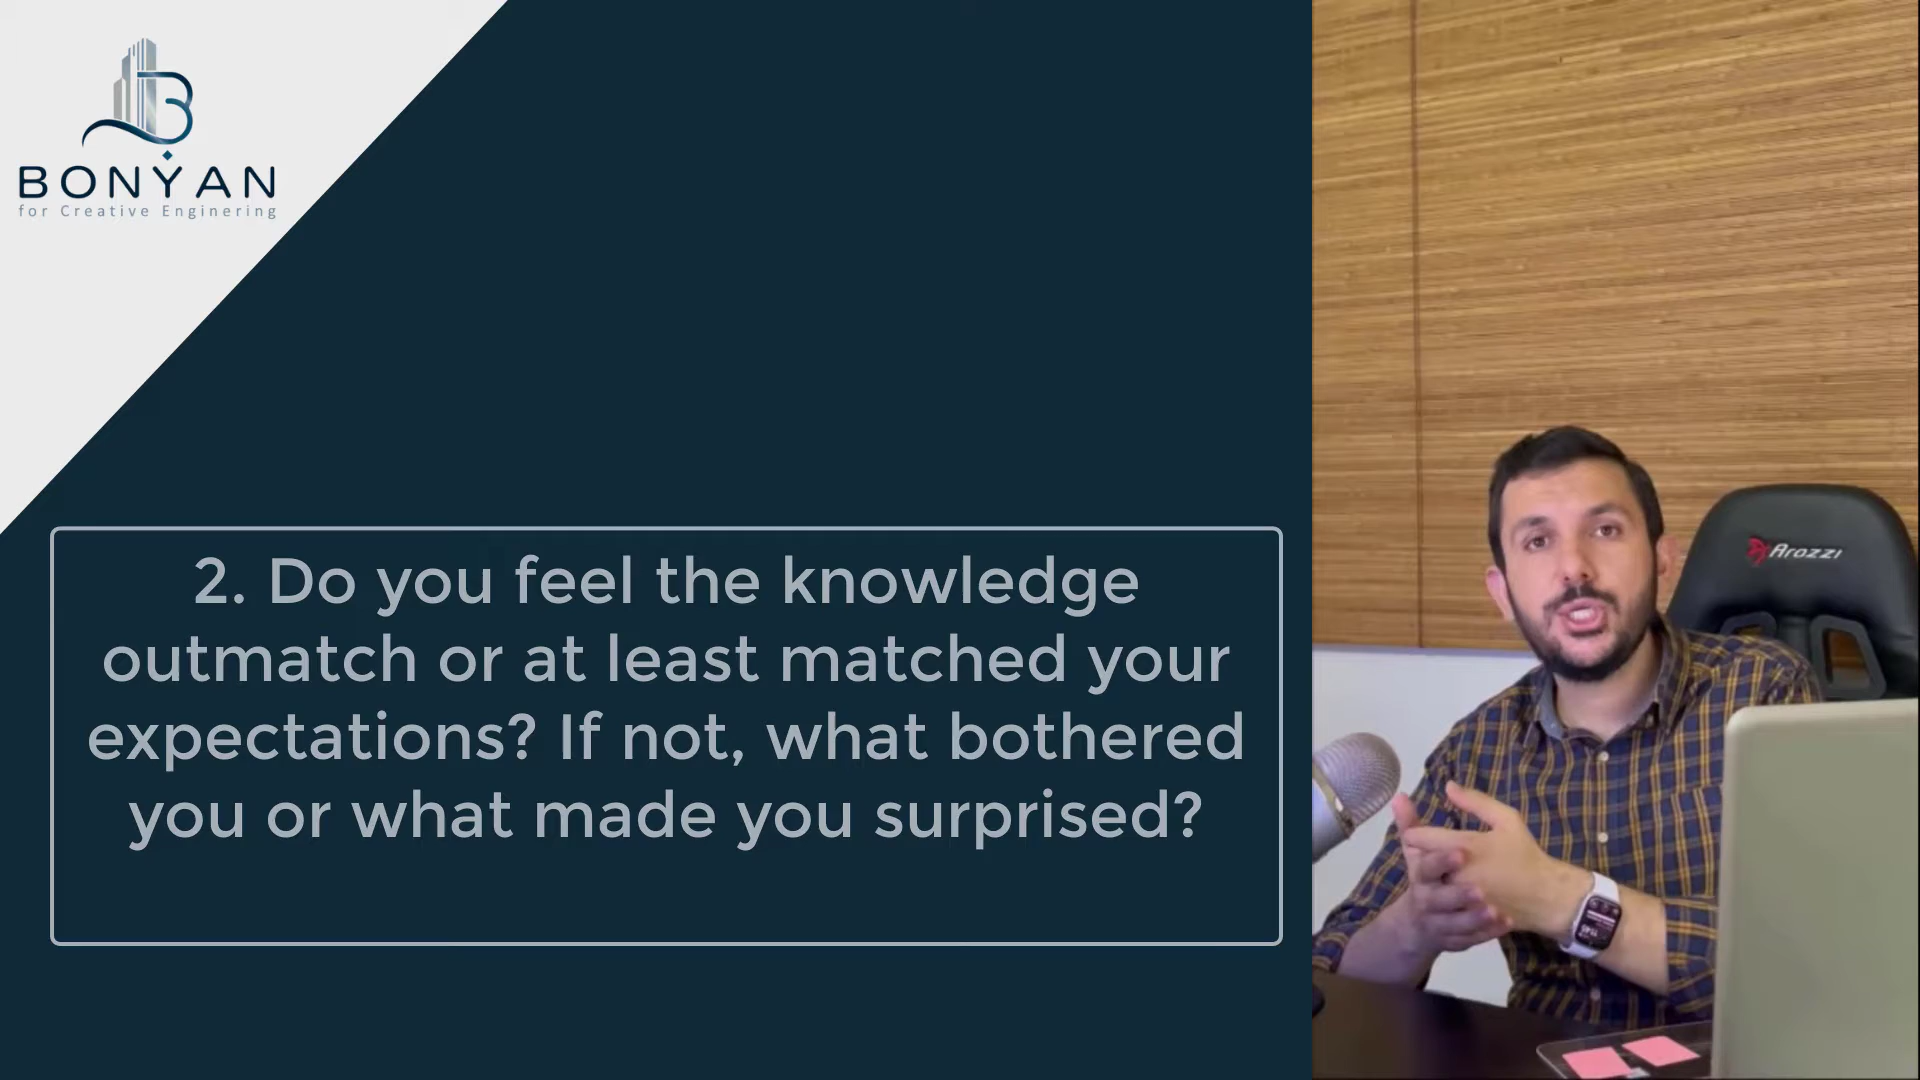 BONYAN
for Creative Enginering
2. Do you feel the knowledge
outmatch or at least matched your
expectations? If not, what bothered
you or what made you surprised?
Arozzi